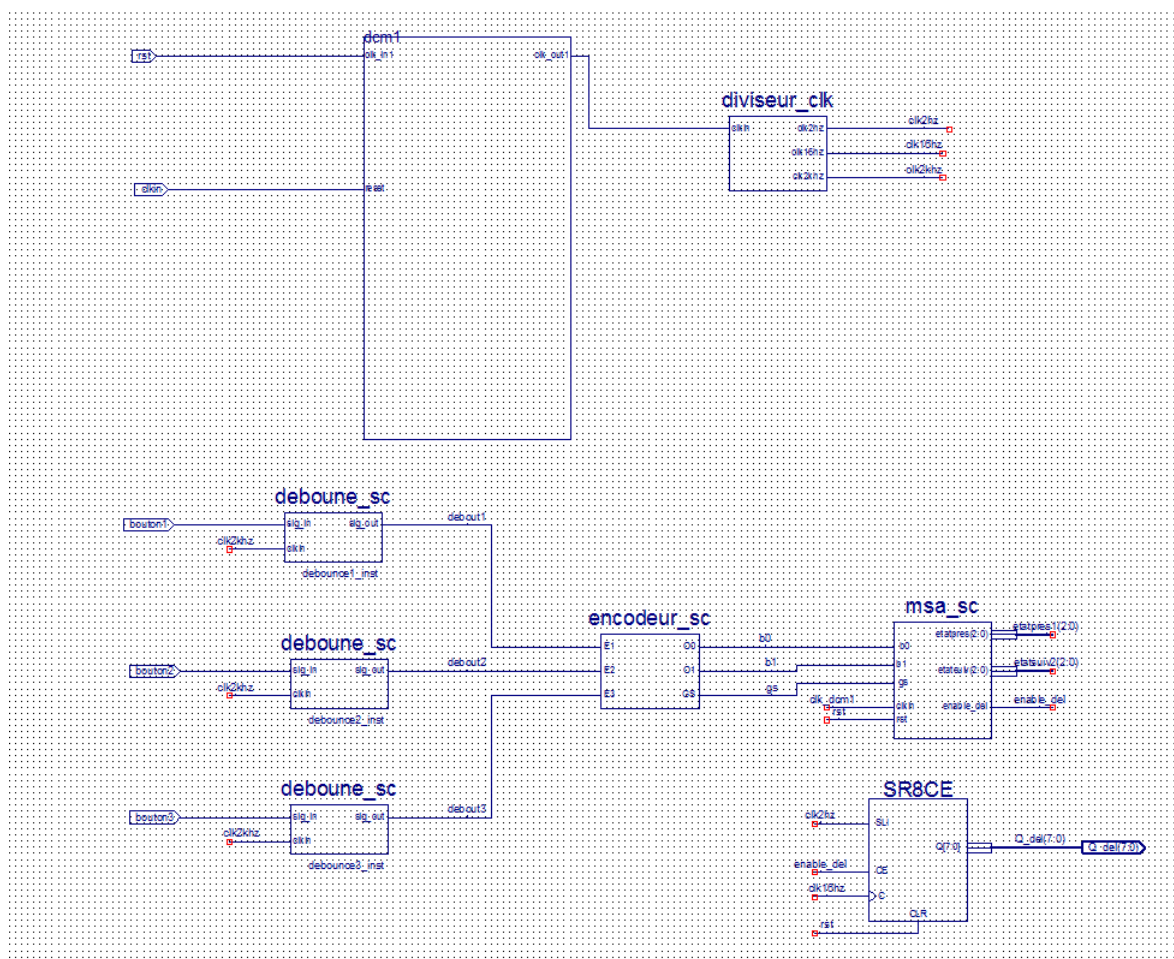 dcm1
rst
clk_in1
clk_out1
diviseur_clk
clkin
clk2hz
clk2hz
clk16hz
clk16hz
clk2khz
clk2khz
clkin
reset
deboune_sc
bouton1
sig_in
sig_out
debout1
clk2khz
clkin
debounce1_inst
encodeur_sc
msa_sc
deboune_sc
bouton2
sig_in
sig_out
debout2
clk2khz
clkin
debounce2_inst
E1
O0
b0
b0
etatpres(2:0)
etatpres1(2:0)
E2
O1
b1
b1
etatsuiv(2:0)
etatsuiv2(2:0)
E3
GS
gs
gs
clk_dcm1
clkin
enable_del
enable_del
rst
rst
deboune_sc
bouton3
sig_in
sig_out
debout3
clk2khz
clkin
debounce3_inst
SR8CE
clk2hz
SLI
Q[7:0]
Q_del(7:0)
Q_del(7:0)
enable_del
CE
clk16hz
C
CLR
rst